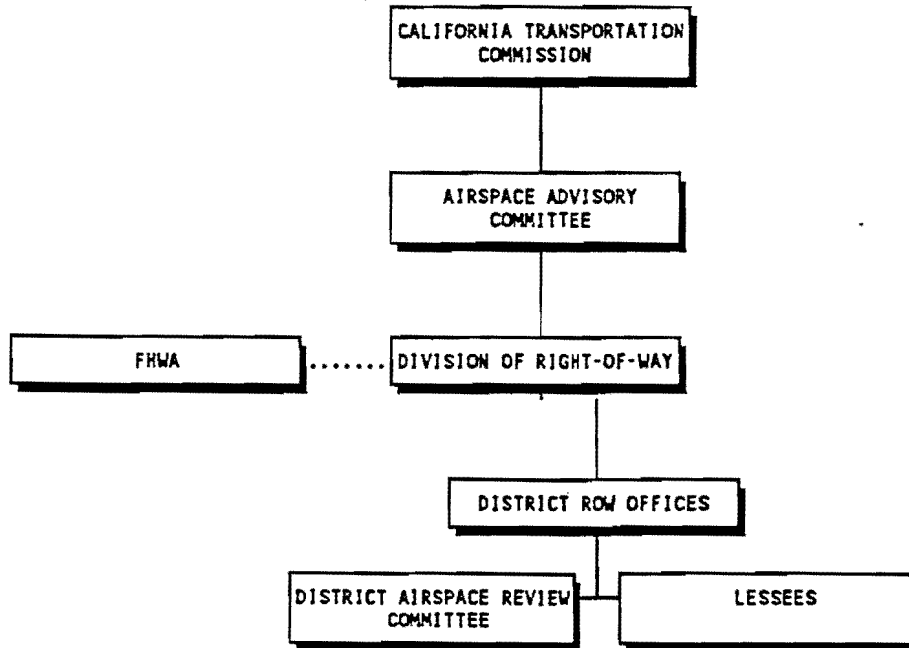 CALIFORNIA TRANSPORTATION
COMMISSION
AIRSPACE ADVISORY
COMMITTEE
FHWA
DIVISION OF RIGHT-OF-WAY
DISTRICT ROW OFFICES
DISTRICT AIRSPACE REVIEW
COMMITTEE
LESSEES